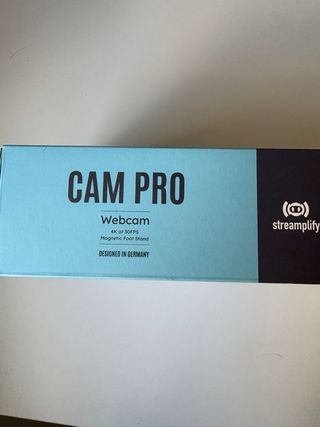 CAM PRO
Webcam
4K at 30FPS
Magnetic Foot Stand
DESIGNED IN GERMANY
streamplify